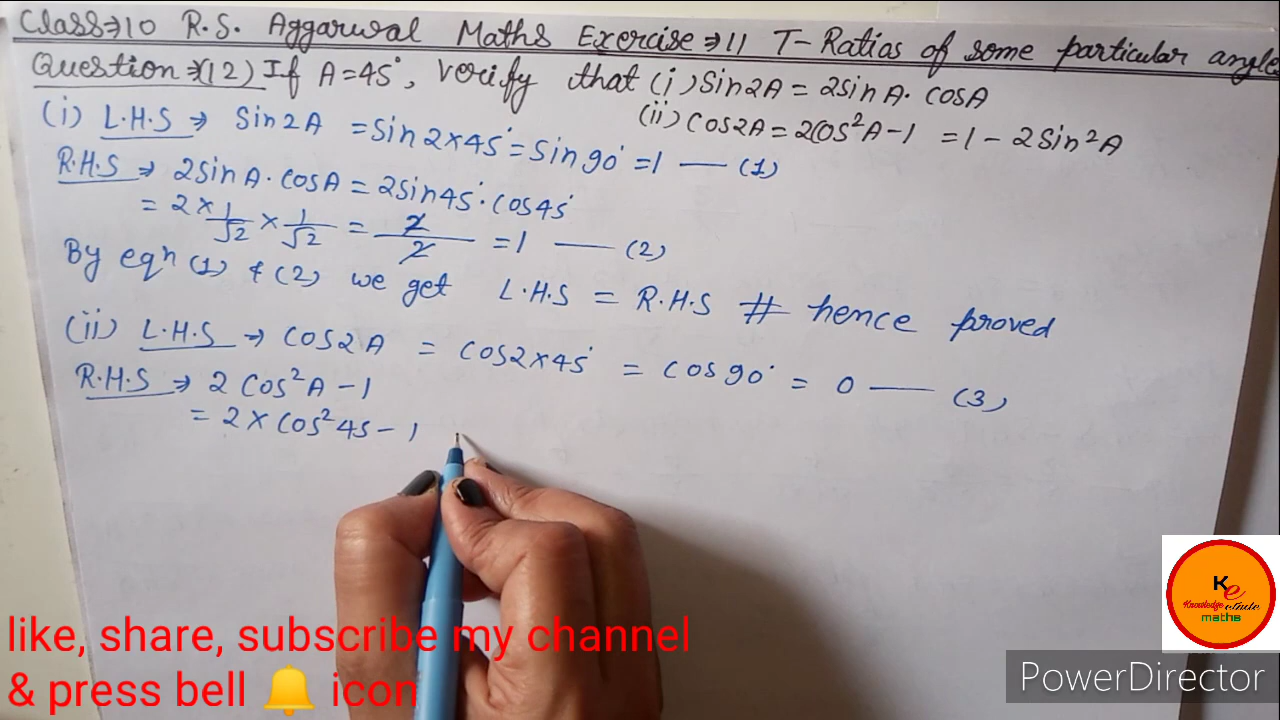 Class→10 R.S. Aggarwal Maths Exercise→11 T-Ratios of some particular angle
Question→(12) If A=45°, verify that (i) Sin2A = 2sinA·cosA
(ii) cos2A = 2cos²A-1 = 1-2sin²A
(i) L.H.S → Sin2A = Sin2×45° = Sin90° = 1 — (1)
R.H.S → 2sinA·cosA = 2sin45°·cos45°
= 2×1/√2 × 1/√2 = 2/2 = 1 — (2)
By eqn (1) & (2) we get L.H.S = R.H.S # hence proved
(ii) L.H.S → cos2A = cos2×45° = cos90° = 0 — (3)
R.H.S → 2cos²A-1
= 2×cos²45-1
Ke
Knowledge etude
maths
like, share, subscribe my channel
& press bell 🔔 icon
PowerDirector